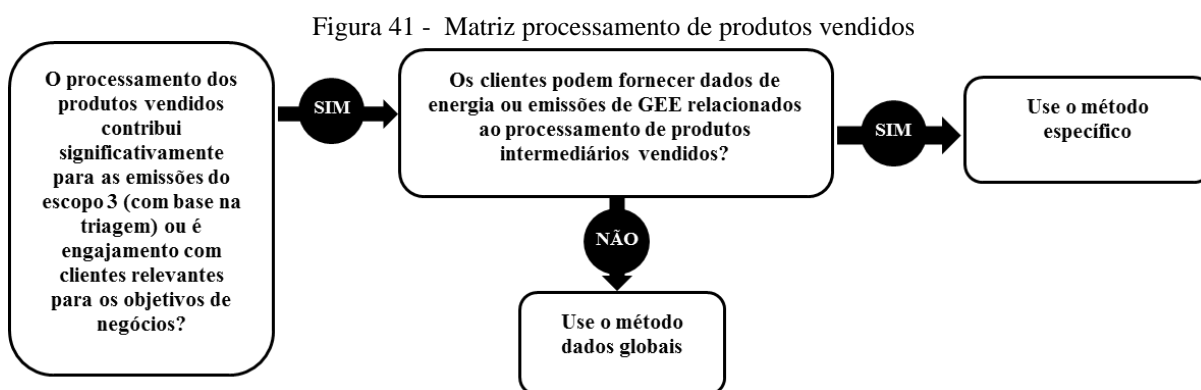 Figura 41 - Matriz processamento de produtos vendidos
O processamento dos
produtos vendidos
contribui
significativamente
para as emissões do
escopo 3 (com base na
triagem) ou é
engajamento com
clientes relevantes
para os objetivos de
negócios?
SIM
Os clientes podem fornecer dados de
energia ou emissões de GEE relacionados
ao processamento de produtos
intermediários vendidos?
SIM
Use o método
específico
NÃO
Use o método
dados globais